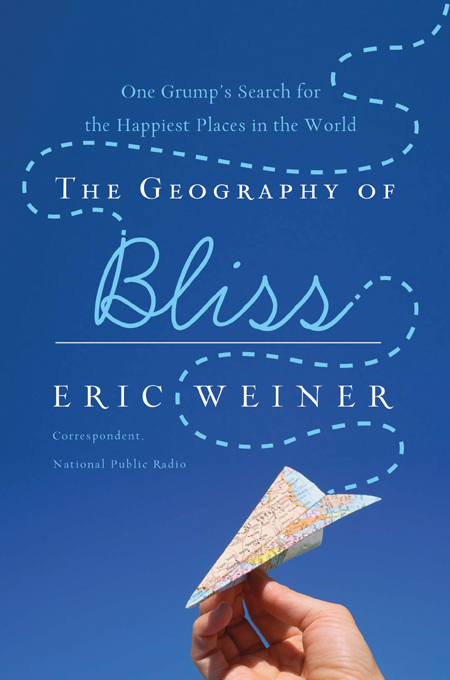 One Grump's Search for
the Happiest Places in the World
THE GEOGRAPHY OF
Bliss
ERIC WEINER
Correspondent,
National Public Radio